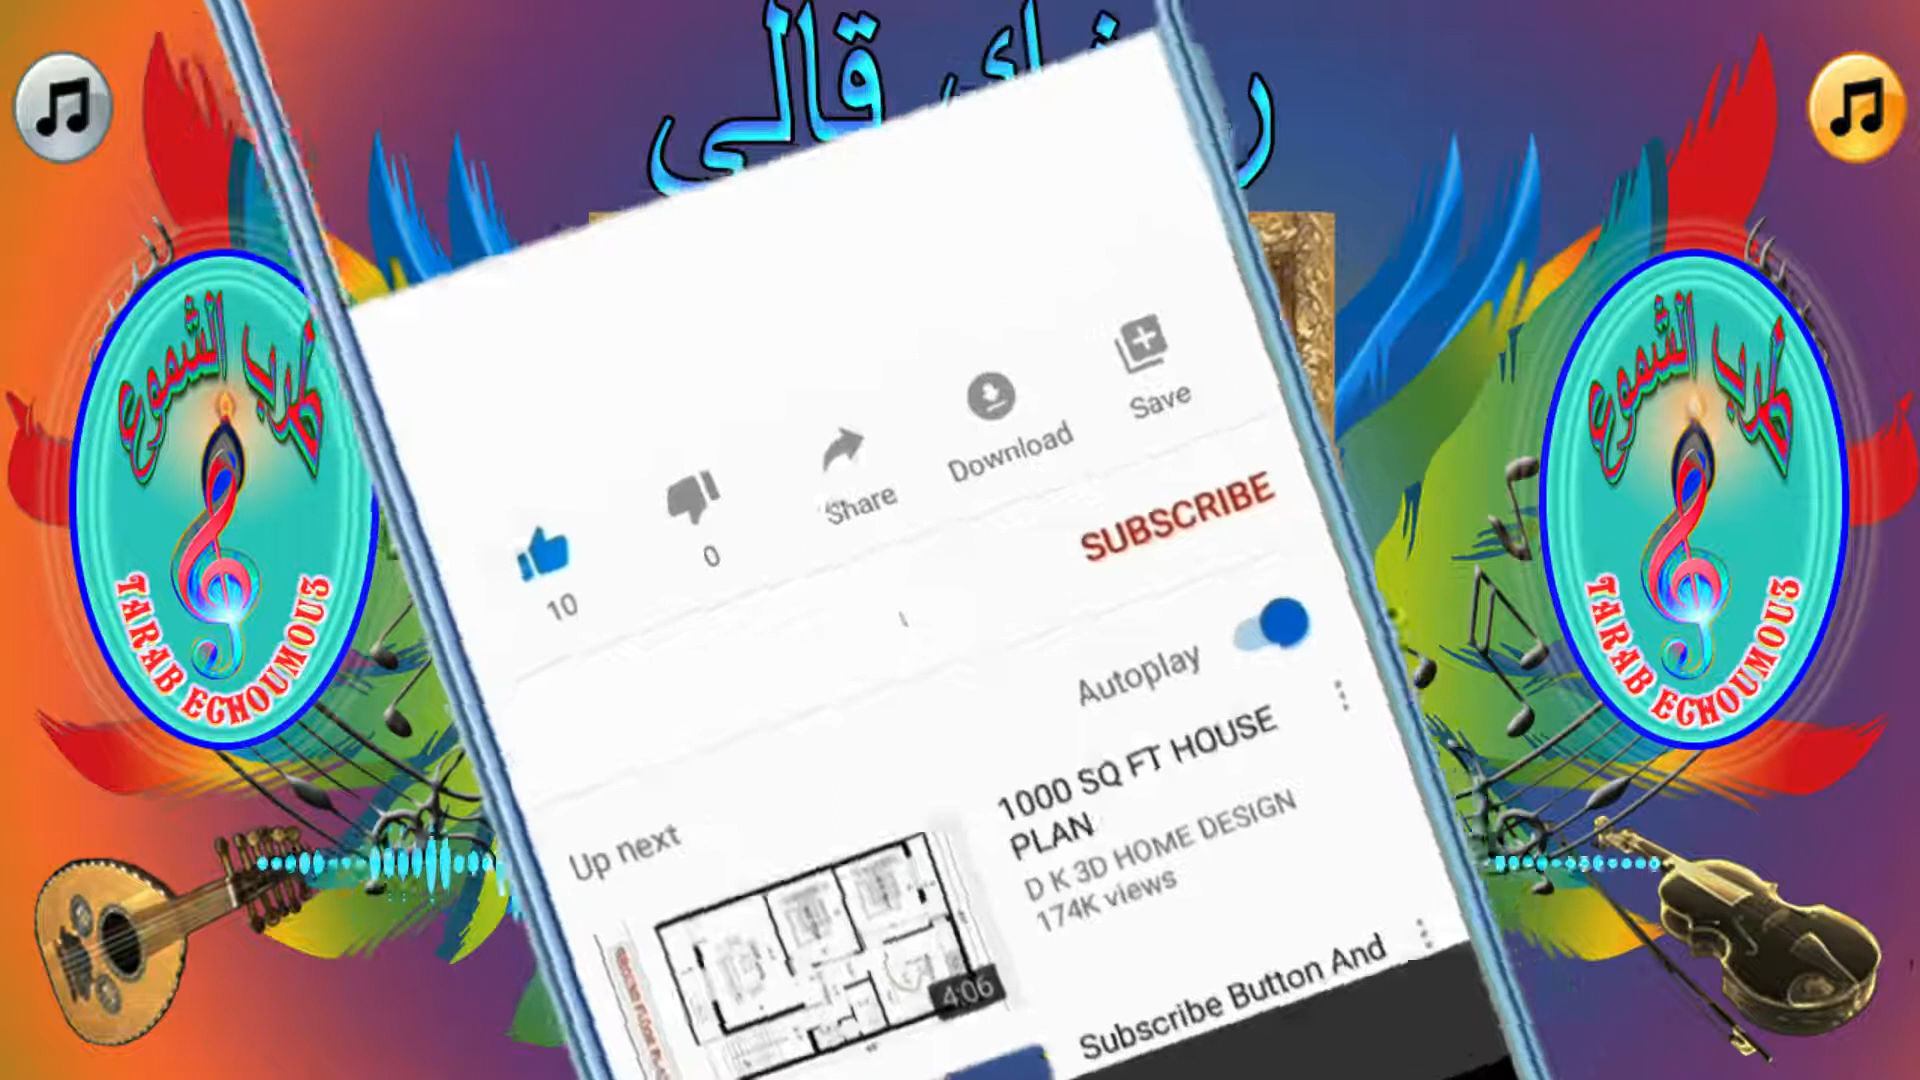 قالي
طرب الشموع
TARAB ECHOUMOU3
طرب الشموع
TARAB ECHOUMOU3
10
0
Share
Download
Save
SUBSCRIBE
Autoplay
Up next
1000 SQ FT HOUSE
PLAN
D K 3D HOME DESIGN
174K views
4:06
Subscribe Button And